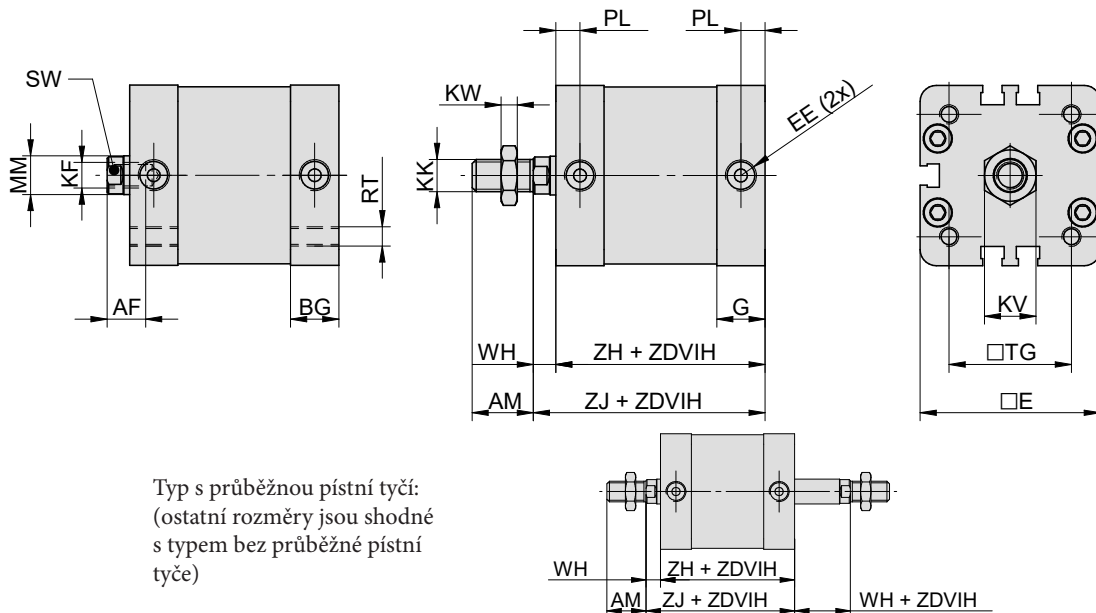 SW
MM
KF
AF
BG
RT
PL
PL
KW
KK
EE (2x)
G
WH
ZH + ZDVIH
AM
ZJ + ZDVIH
KV
□TG
□E
Typ s průběžnou pístní tyčí:
(ostatní rozměry jsou shodné
s typem bez průběžné pístní
tyče)
WH
ZH + ZDVIH
AM
ZJ + ZDVIH
WH + ZDVIH